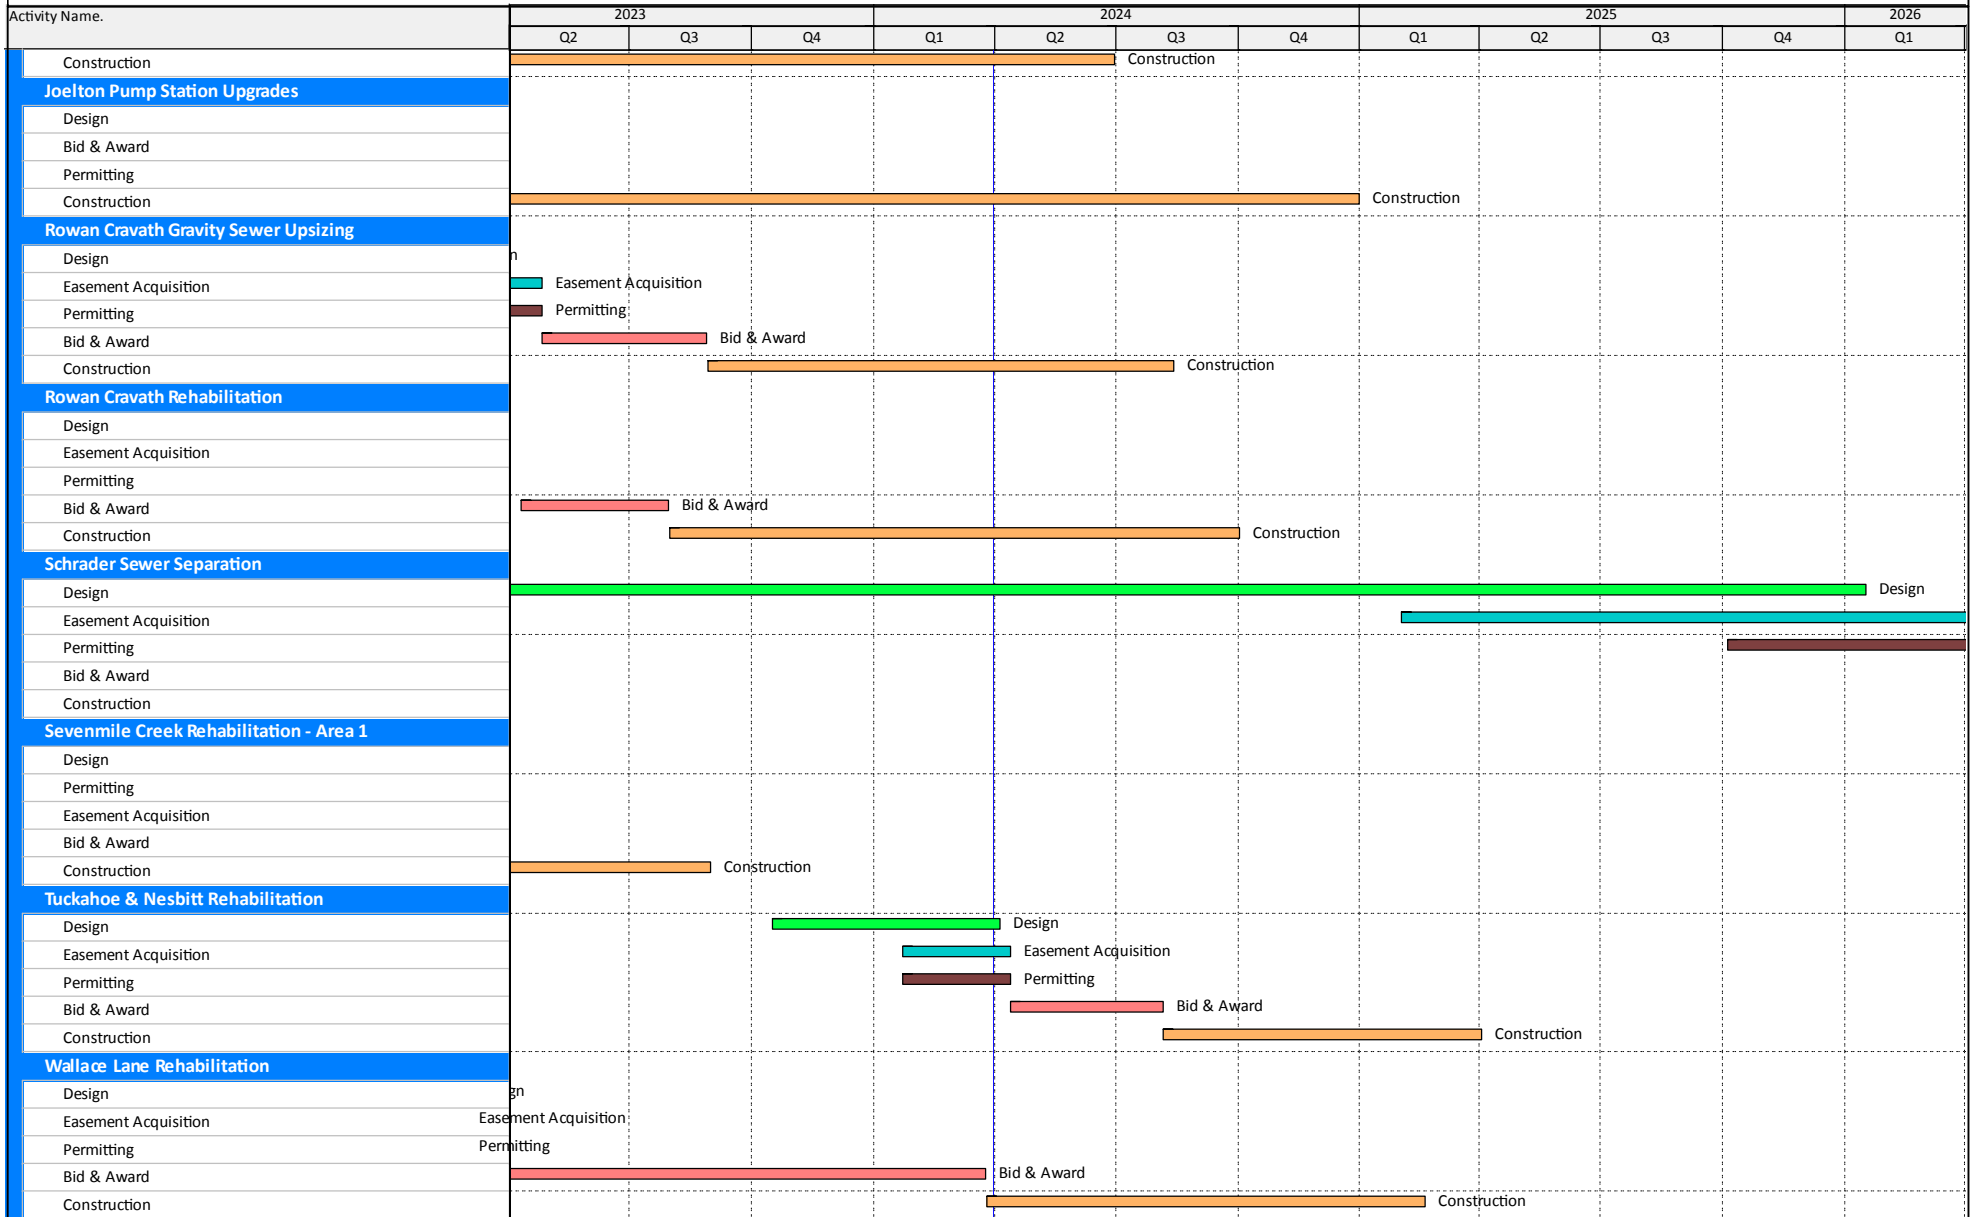 Activity Name. 2023 2024 2025 2026
Q2 Q3 Q4 Q1 Q2 Q3 Q4 Q1 Q2 Q3 Q4 Q1
Construction Construction
Joelton Pump Station Upgrades
Design
Bid & Award
Permitting
Construction Construction
Rowan Cravath Gravity Sewer Upsizing
Design n
Easement Acquisition Easement Acquisition
Permitting Permitting
Bid & Award Bid & Award
Construction Construction
Rowan Cravath Rehabilitation
Design
Easement Acquisition
Permitting
Bid & Award Bid & Award
Construction Construction
Schrader Sewer Separation
Design Design
Easement Acquisition
Permitting
Bid & Award
Construction
Sevenmile Creek Rehabilitation - Area 1
Design
Permitting
Easement Acquisition
Bid & Award
Construction Construction
Tuckahoe & Nesbitt Rehabilitation
Design Design
Easement Acquisition Easement Acquisition
Permitting Permitting
Bid & Award Bid & Award
Construction Construction
Wallace Lane Rehabilitation
Design gn
Easement Acquisition Easement Acquisition
Permitting Permitting
Bid & Award Bid & Award
Construction Construction